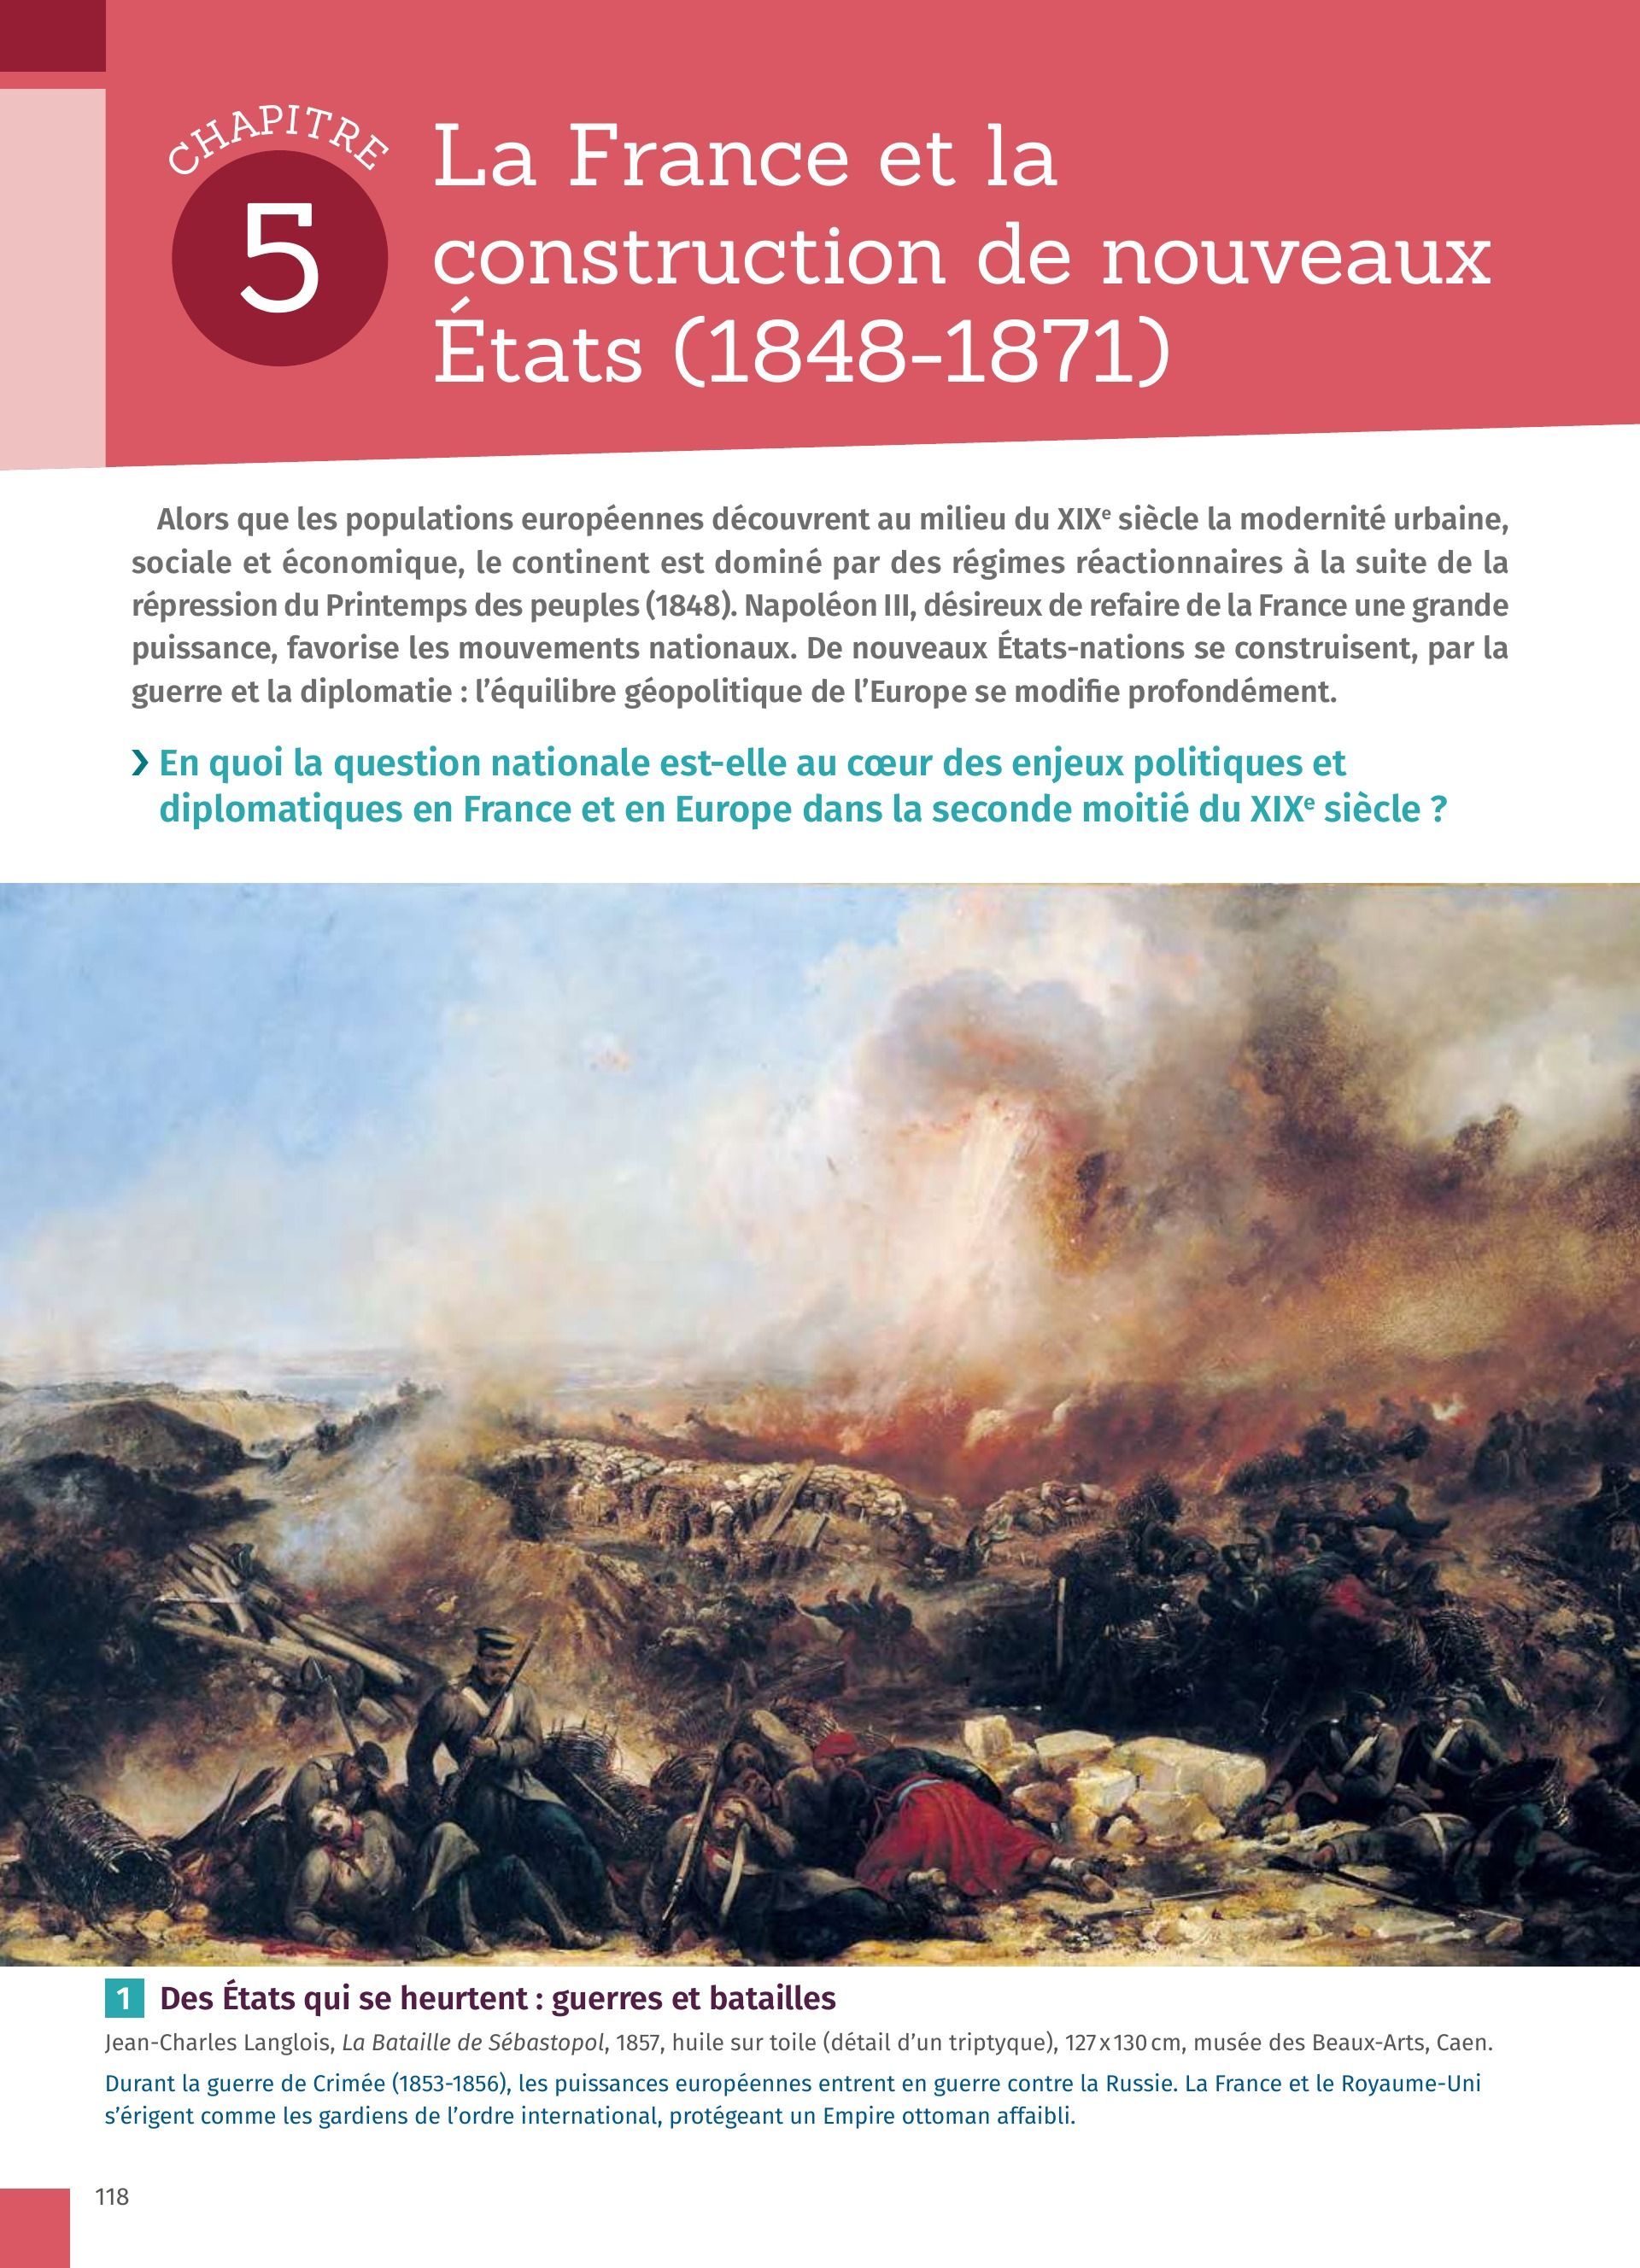 CHAPITRE
5
La France et la
construction de nouveaux
États (1848-1871)
Alors que les populations européennes découvrent au milieu du XIXe siècle la modernité urbaine,
sociale et économique, le continent est dominé par des régimes réactionnaires à la suite de la
répression du Printemps des peuples (1848). Napoléon III, désireux de refaire de la France une grande
puissance, favorise les mouvements nationaux. De nouveaux États-nations se construisent, par la
guerre et la diplomatie : l'équilibre géopolitique de l'Europe se modifie profondément.
› En quoi la question nationale est-elle au cœur des enjeux politiques et
diplomatiques en France et en Europe dans la seconde moitié du XIXe siècle ?
1 Des États qui se heurtent : guerres et batailles
Jean-Charles Langlois, La Bataille de Sébastopol, 1857, huile sur toile (détail d'un triptyque), 127 x 130 cm, musée des Beaux-Arts, Caen.
Durant la guerre de Crimée (1853-1856), les puissances européennes entrent en guerre contre la Russie. La France et le Royaume-Uni
s'érigent comme les gardiens de l'ordre international, protégeant un Empire ottoman affaibli.
118